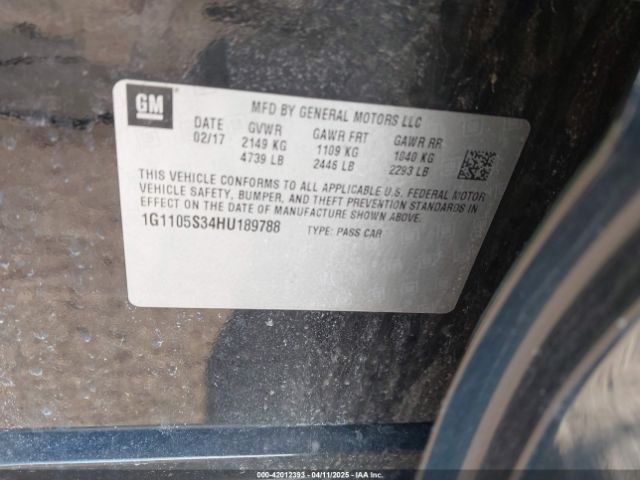 GM
MFD BY GENERAL MOTORS LLC
DATE GVWR GAWR FRT GAWR RR
02/17 2149 KG 1109 KG 1040 KG
4739 LB 2446 LB 2293 LB
THIS VEHICLE CONFORMS TO ALL APPLICABLE U.S. FEDERAL MOTOR
VEHICLE SAFETY, BUMPER, AND THEFT PREVENTION STANDARDS IN
EFFECT ON THE DATE OF MANUFACTURE SHOWN ABOVE.
1G1105S34HU189788 TYPE: PASS CAR
000-42012393 - 04/11/2025 - IAA Inc.